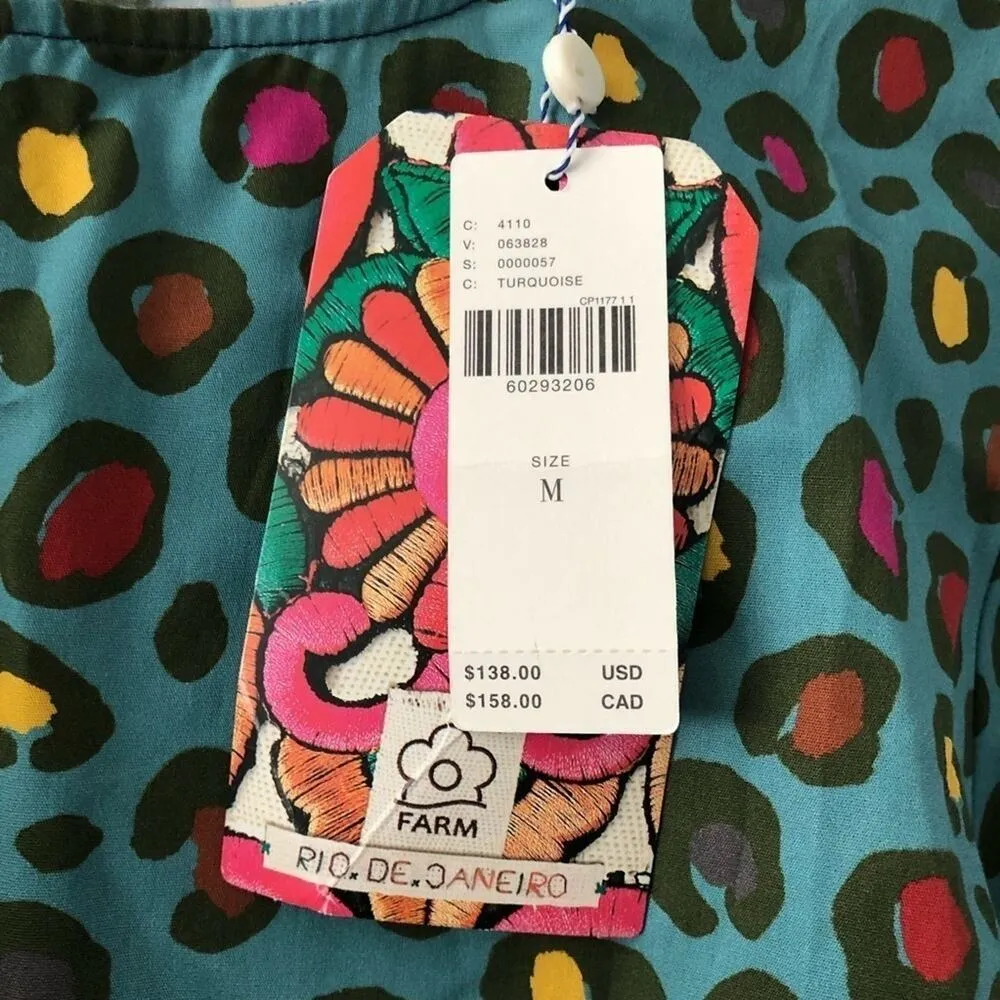 C: 4110
V: 063828
S: 0000057
C: TURQUOISE
CP1177 1 1
60293206
SIZE
M
$138.00 USD
$158.00 CAD
FARM
RIO.DE.JANEIRO